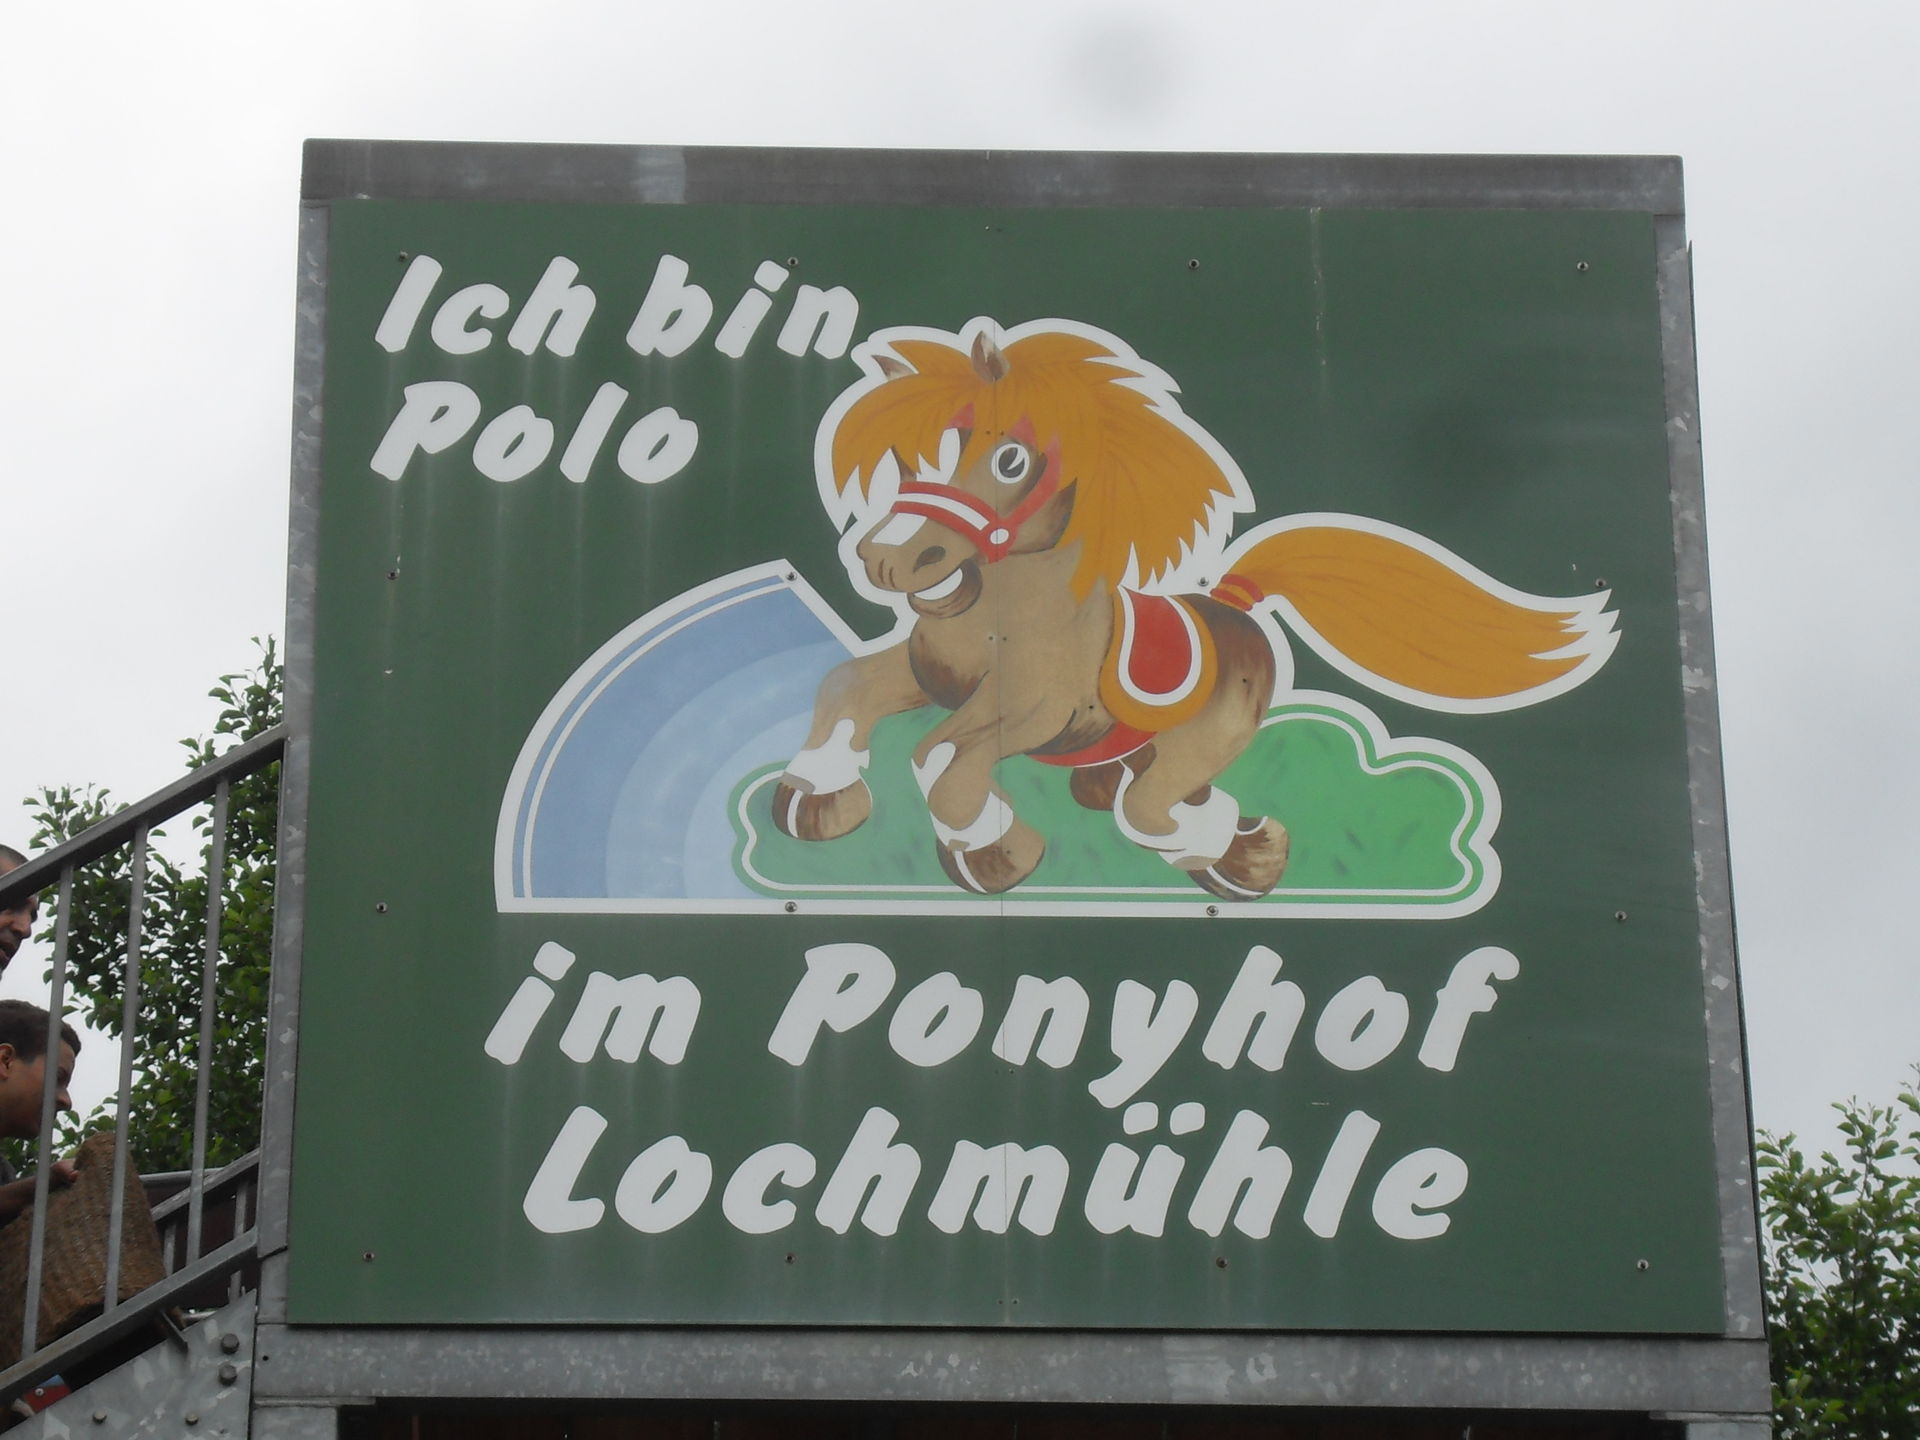 Ich bin
Polo
im Ponyhof
Lochmühle